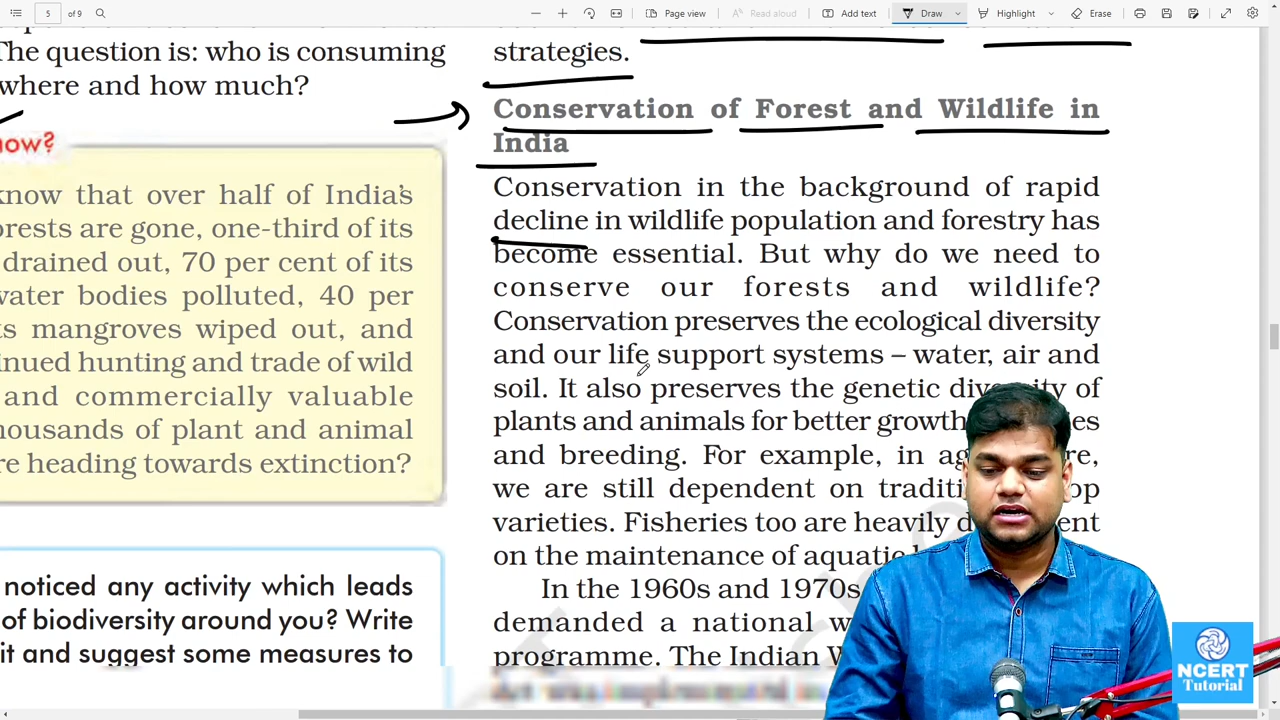 5 of 9
Page view
Read aloud
Add text
Draw
Highlight
Erase
The question is: who is consuming
where and how much?
know that over half of India's
are gone, one-third of its
drained out, 70 per cent of its
water bodies polluted, 40 per
mangroves wiped out, and
hunting and trade of wild
and commercially valuable
of plant and animal
heading towards extinction?
noticed any activity which leads
of biodiversity around you? Write
it and suggest some measures to
strategies.
Conservation of Forest and Wildlife in
India
Conservation in the background of rapid
decline in wildlife population and forestry has
become essential. But why do we need to
conserve our forests and wildlife?
Conservation preserves the ecological diversity
and our life support systems – water, air and
soil. It also preserves the genetic of
plants and animals for better growth
and breeding. For example, in
we are still dependent on
varieties. Fisheries too are heavily
on the maintenance of aquatic
In the 1960s and 1970s
demanded a national
programme. The Indian
NCERT
Tutorial